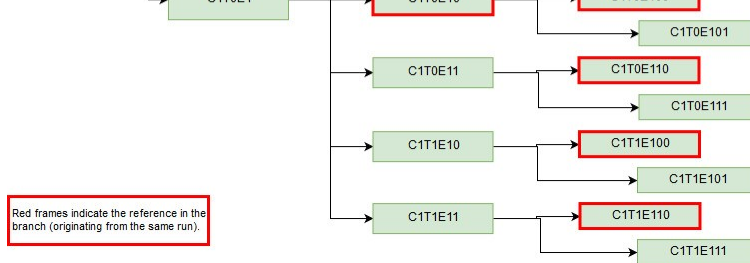 C1T0E101
C1T0E11
C1T0E110
C1T0E111
C1T1E10
C1T1E100
C1T1E101
Red frames indicate the reference in the
branch (originating from the same run).
C1T1E11
C1T1E110
C1T1E111